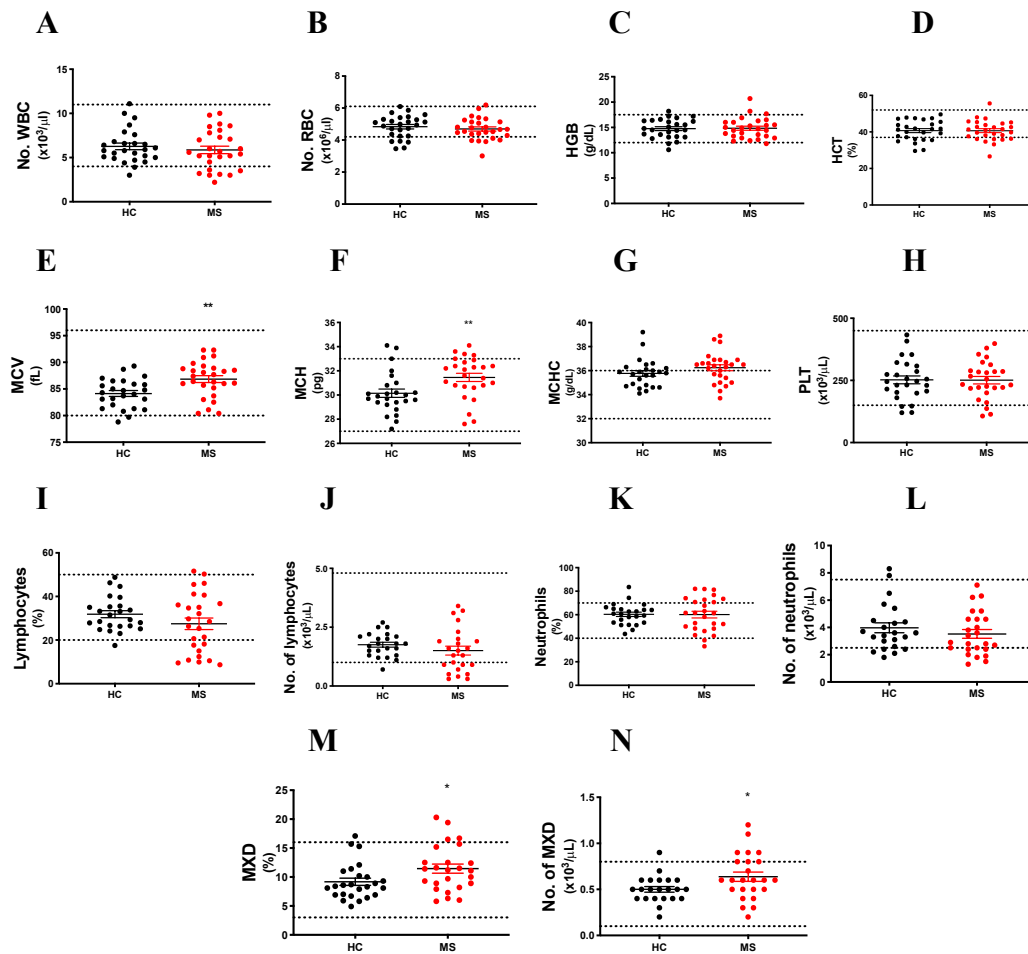 A
B
C
D
No. WBC
(x10³/μl)
15
10
5
0
HC
MS
No. RBC
(x10⁶/μl)
8
6
4
2
0
HC
MS
HGB
(g/dL)
25
20
15
10
5
0
HC
MS
HCT
(%)
60
40
20
0
HC
MS
E
F
G
H
MCV
(fL)
100
95
90
85
80
75
**
HC
MS
MCH
(pg)
36
34
32
30
28
26
**
HC
MS
MCHC
(g/dL)
40
38
36
34
32
30
HC
MS
PLT
(x10³/μL)
500
250
0
HC
MS
I
J
K
L
Lymphocytes
(%)
60
40
20
0
HC
MS
No. of lymphocytes
(x10³/μL)
5.0
2.5
0.0
HC
MS
Neutrophils
(%)
100
80
60
40
20
0
HC
MS
No. of neutrophils
(x10³/μL)
10
8
6
4
2
0
HC
MS
M
N
MXD
(%)
25
20
15
10
5
0
*
HC
MS
No. of MXD
(x10³/μL)
1.5
1.0
0.5
0.0
*
HC
MS